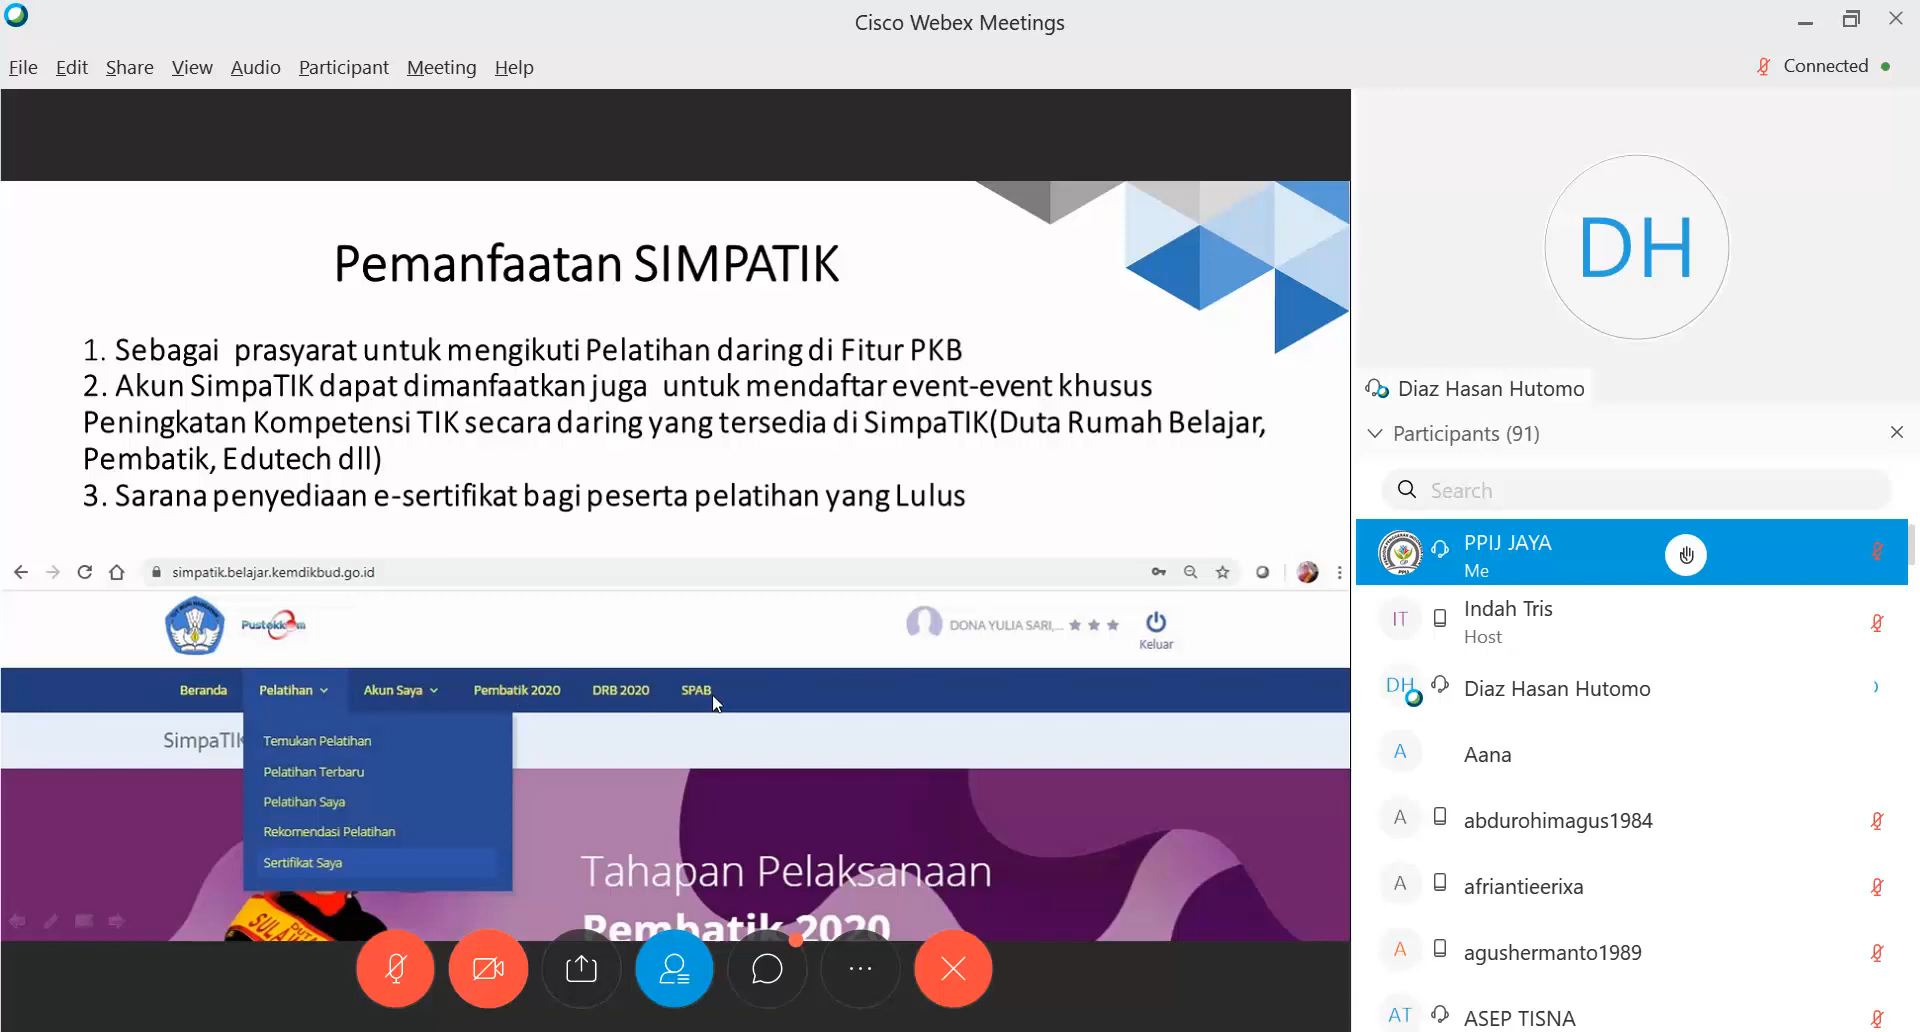 Cisco Webex Meetings
File Edit Share View Audio Participant Meeting Help
Connected
Pemanfaatan SIMPATIK
1. Sebagai prasyarat untuk mengikuti Pelatihan daring di Fitur PKB
2. Akun SimpaTIK dapat dimanfaatkan juga untuk mendaftar event-event khusus
Peningkatan Kompetensi TIK secara daring yang tersedia di SimpaTIK(Duta Rumah Belajar,
Pembatik, Edutech dll)
3. Sarana penyediaan e-sertifikat bagi peserta pelatihan yang Lulus
simpatik.belajar.kemdikbud.go.id
Pustekkom
DONA YULIA SARI,...
Keluar
Beranda Pelatihan Akun Saya Pembatik 2020 DRB 2020 SPAB
SimpaTIK
Temukan Pelatihan
Pelatihan Terbaru
Pelatihan Saya
Rekomendasi Pelatihan
Sertifikat Saya
Tahapan Pelaksanaan
Pembatik 2020
DUTA
SULA
DH
Diaz Hasan Hutomo
Participants (91)
Search
PPIJ JAYA
Me
IT Indah Tris
Host
DH Diaz Hasan Hutomo
A Aana
A abdurohimagus1984
A afriantieerixa
A agushermanto1989
AT ASEP TISNA